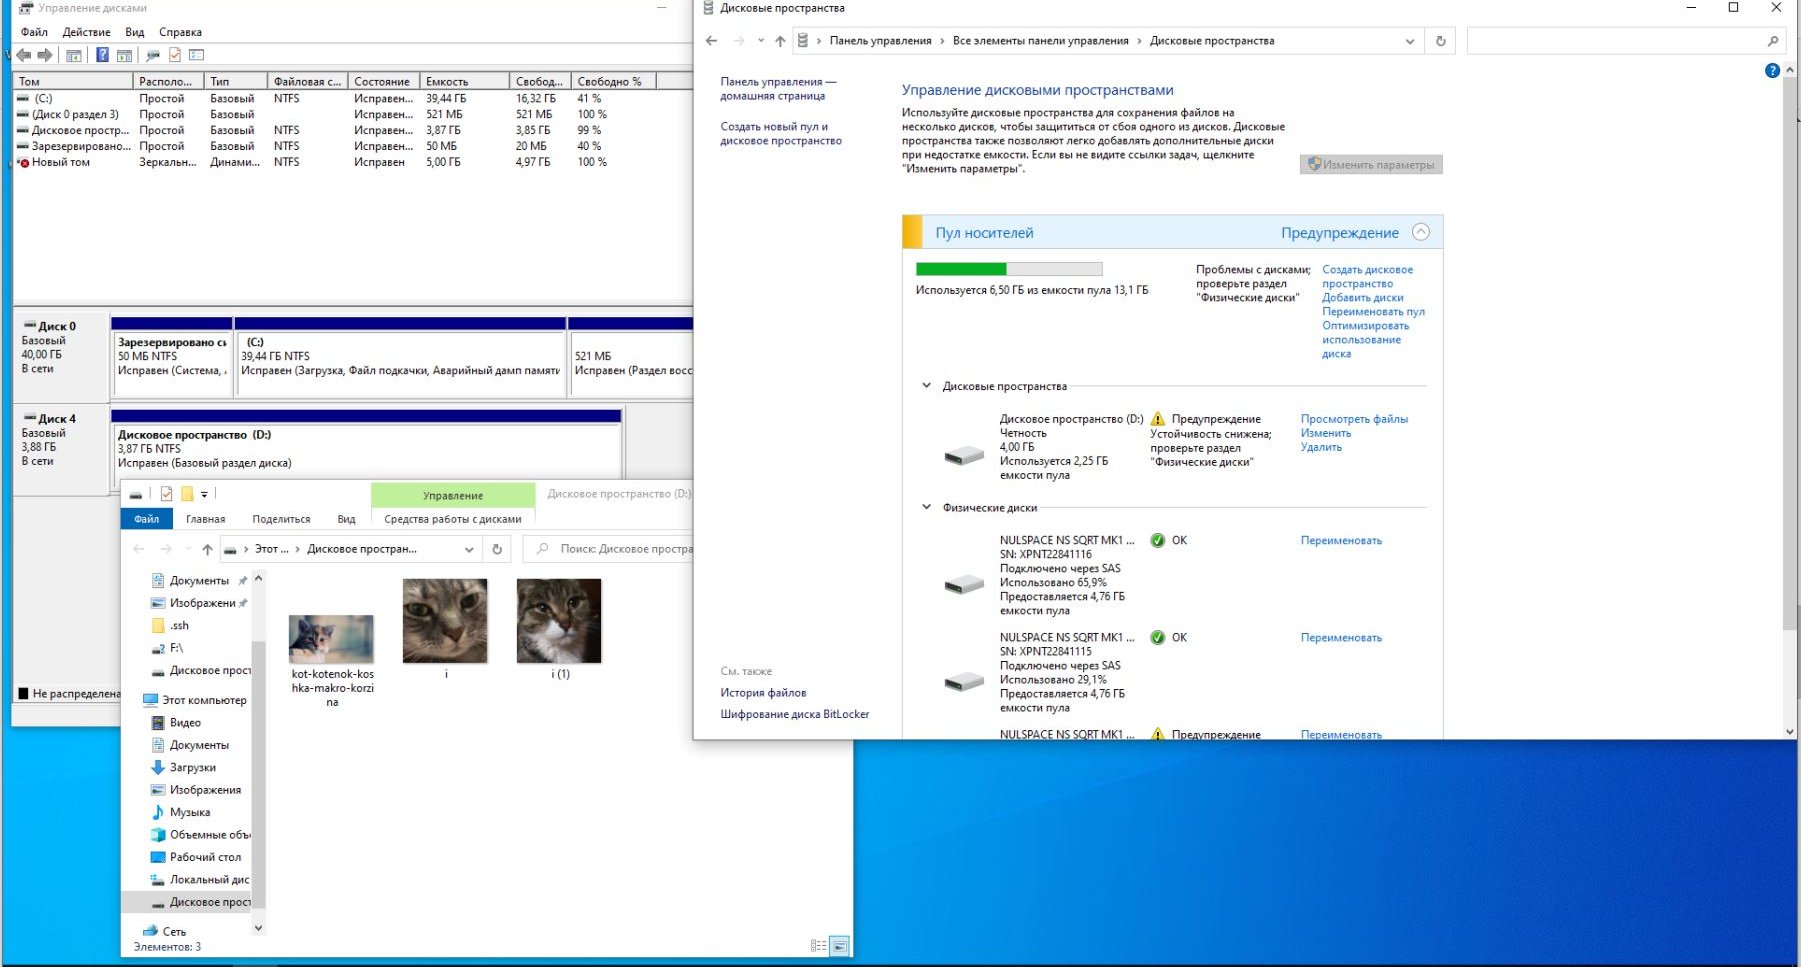 Управление дисками
Файл Действие Вид Справка
Том Располо... Тип Файловая с... Состояние Емкость Свобод... Свободно %
(C:) Простой Базовый NTFS Исправен... 39,44 ГБ 16,32 ГБ 41 %
(Диск 0 раздел 3) Простой Базовый Исправен... 521 МБ 521 МБ 100 %
Дисковое простр... Простой Базовый NTFS Исправен... 3,87 ГБ 3,85 ГБ 99 %
Зарезервировано... Простой Базовый NTFS Исправен... 50 МБ 20 МБ 40 %
Новый том Зеркальн... Динами... NTFS Исправен 5,00 ГБ 4,97 ГБ 100 %
Диск 0
Базовый
40,00 ГБ
В сети
Зарезервировано си
50 МБ NTFS
Исправен (Система, 
(C:)
39,44 ГБ NTFS
Исправен (Загрузка, Файл подкачки, Аварийный дамп памяти
521 МБ
Исправен (Раздел восс
Диск 4
Базовый
3,88 ГБ
В сети
Дисковое пространство (D:)
3,87 ГБ NTFS
Исправен (Базовый раздел диска)
Не распределена
Управление
Дисковое пространство (D:)
Файл Главная Поделиться Вид Средства работы с дисками
Этот ... Дисковое простран...
Поиск: Дисковое простра
Документы
Изображени
.ssh
F:\
Дисковое прост
Этот компьютер
Видео
Документы
Загрузки
Изображения
Музыка
Объемные объ
Рабочий стол
Локальный дис
Дисковое прост
Сеть
kot-kotenok-kos
hka-makro-korzi
na
i
i (1)
Элементов: 3
Дисковые пространства
Панель управления Все элементы панели управления Дисковые пространства
Панель управления —
домашняя страница
Создать новый пул и
дисковое пространство
См. также
История файлов
Шифрование диска BitLocker
Управление дисковыми пространствами
Используйте дисковые пространства для сохранения файлов на
несколько дисков, чтобы защититься от сбоя одного из дисков. Дисковые
пространства также позволяют легко добавлять дополнительные диски
при недостатке емкости. Если вы не видите ссылки задач, щелкните
"Изменить параметры".
Изменить параметры
Пул носителей Предупреждение
Используется 6,50 ГБ из емкости пула 13,1 ГБ
Проблемы с дисками;
проверьте раздел
"Физические диски"
Создать дисковое
пространство
Добавить диски
Переименовать пул
Оптимизировать
использование
диска
Дисковые пространства
Дисковое пространство (D:)
Четность
4,00 ГБ
Используется 2,25 ГБ
емкости пула
Предупреждение
Устойчивость снижена;
проверьте раздел
"Физические диски"
Просмотреть файлы
Изменить
Удалить
Физические диски
NULSPACE NS SQRT MK1 ... OK Переименовать
SN: XPNT22841116
Подключено через SAS
Использовано 65,9%
Предоставляется 4,76 ГБ
емкости пула
NULSPACE NS SQRT MK1 ... OK Переименовать
SN: XPNT22841115
Подключено через SAS
Использовано 29,1%
Предоставляется 4,76 ГБ
емкости пула
NULSPACE NS SQRT MK1 ... Предупреждение Переименовать